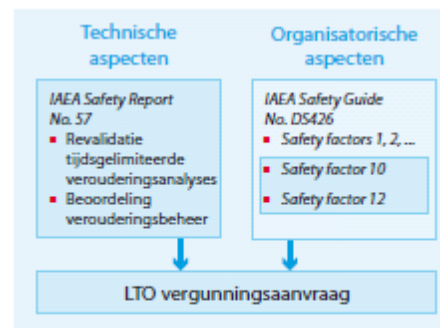 Technische
aspecten
IAEA Safety Report
No. 57
Revalidatie
tijdsgelimiteerde
verouderingsanalyses
Beoordeling
verouderingsbeheer
Organisatorische
aspecten
IAEA Safety Guide
No. DS426
Safety factors 1, 2, ...
Safety factor 10
Safety factor 12
LTO vergunningsaanvraag